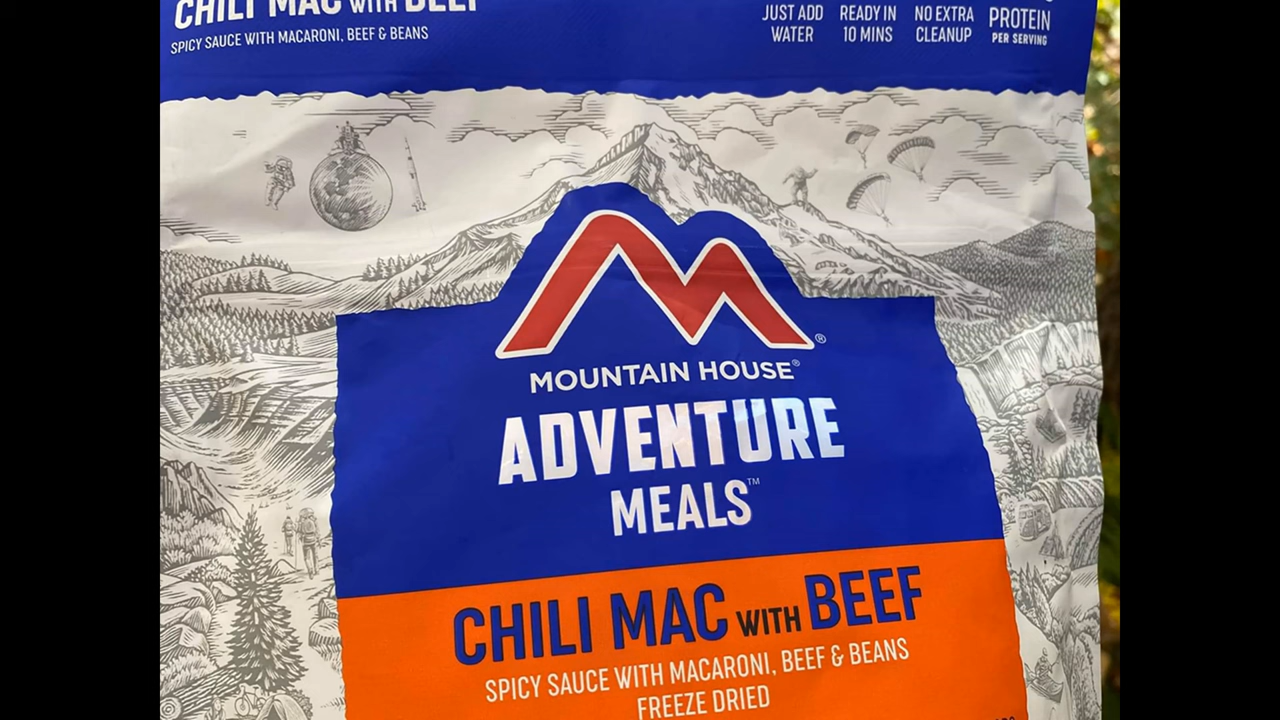 CHILI MAC WITH BEEF
SPICY SAUCE WITH MACARONI, BEEF & BEANS
JUST ADD
WATER
READY IN
10 MINS
NO EXTRA
CLEANUP
PROTEIN
PER SERVING
®
MOUNTAIN HOUSE®
ADVENTURE
MEALS™
CHILI MAC WITH BEEF
SPICY SAUCE WITH MACARONI, BEEF & BEANS
FREEZE DRIED